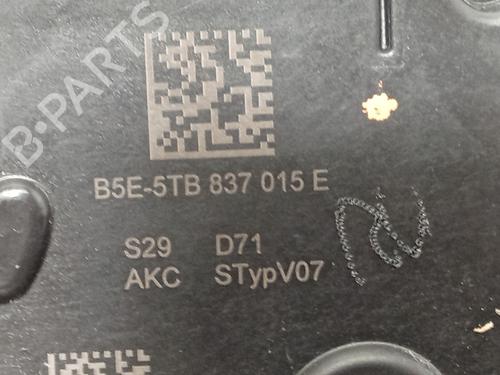 B-PARTS
B5E-5TB 837 015 E
S29 D71
AKC STypV07